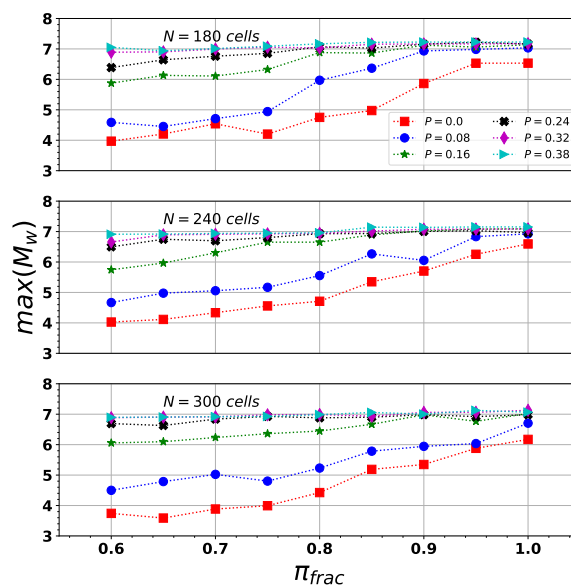 8
7
6
5
4
3
N = 180 cells
P = 0.0
P = 0.08
P = 0.16
P = 0.24
P = 0.32
P = 0.38
max(M_w)
8
7
6
5
4
3
N = 240 cells
8
7
6
5
4
3
N = 300 cells
0.6 0.7 0.8 0.9 1.0
π_frac